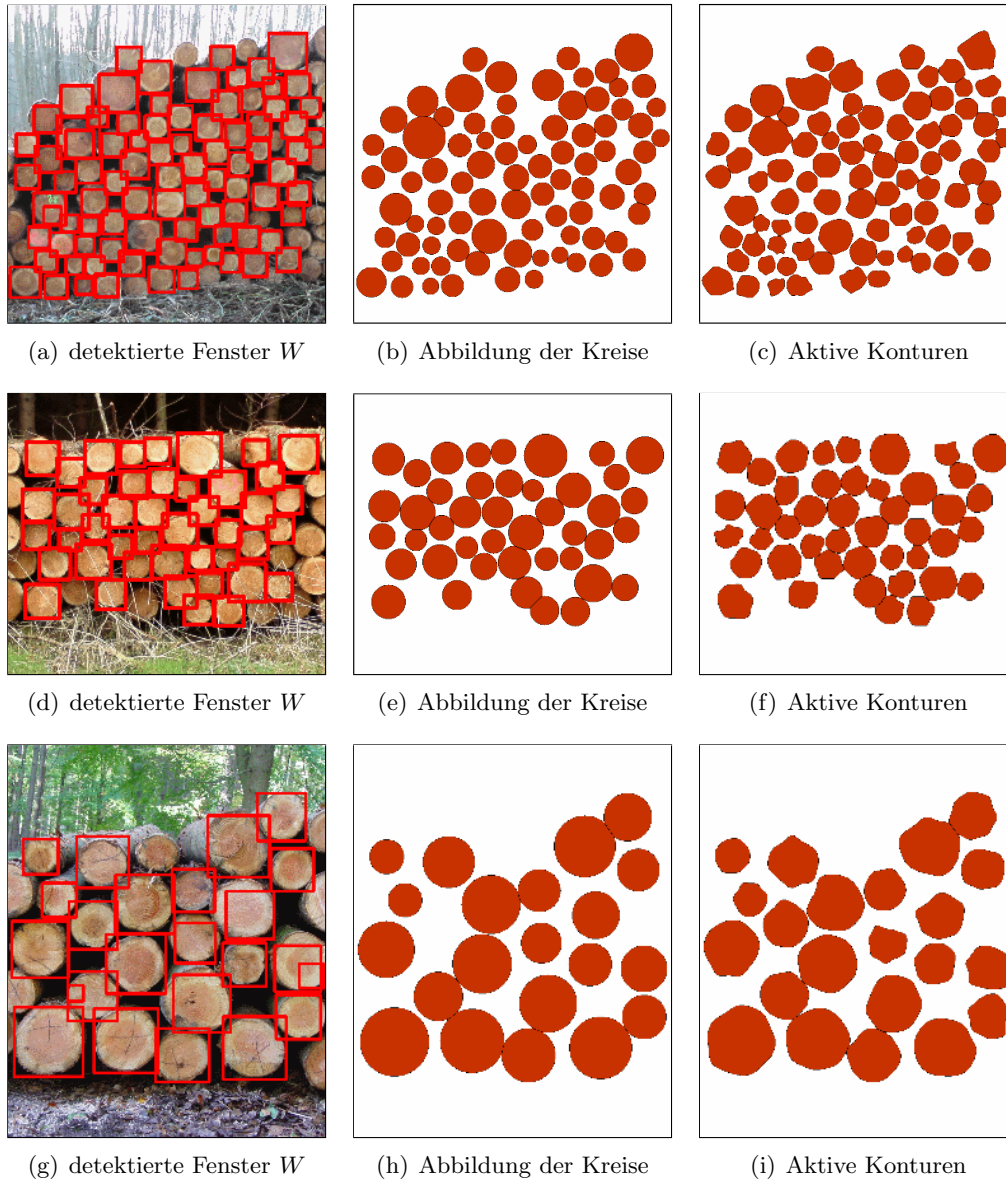 (a) detektierte Fenster W
(b) Abbildung der Kreise
(c) Aktive Konturen
(d) detektierte Fenster W
(e) Abbildung der Kreise
(f) Aktive Konturen
(g) detektierte Fenster W
(h) Abbildung der Kreise
(i) Aktive Konturen